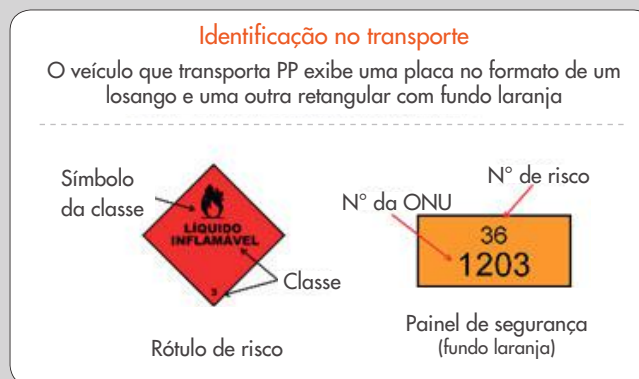 Identificação no transporte
O veículo que transporta PP exibe uma placa no formato de um
losango e uma outra retangular com fundo laranja
Símbolo
da classe
LÍQUIDO
INFLAMÁVEL
3
Classe
Rótulo de risco
N° de risco
N° da ONU
36
1203
Painel de segurança
(fundo laranja)